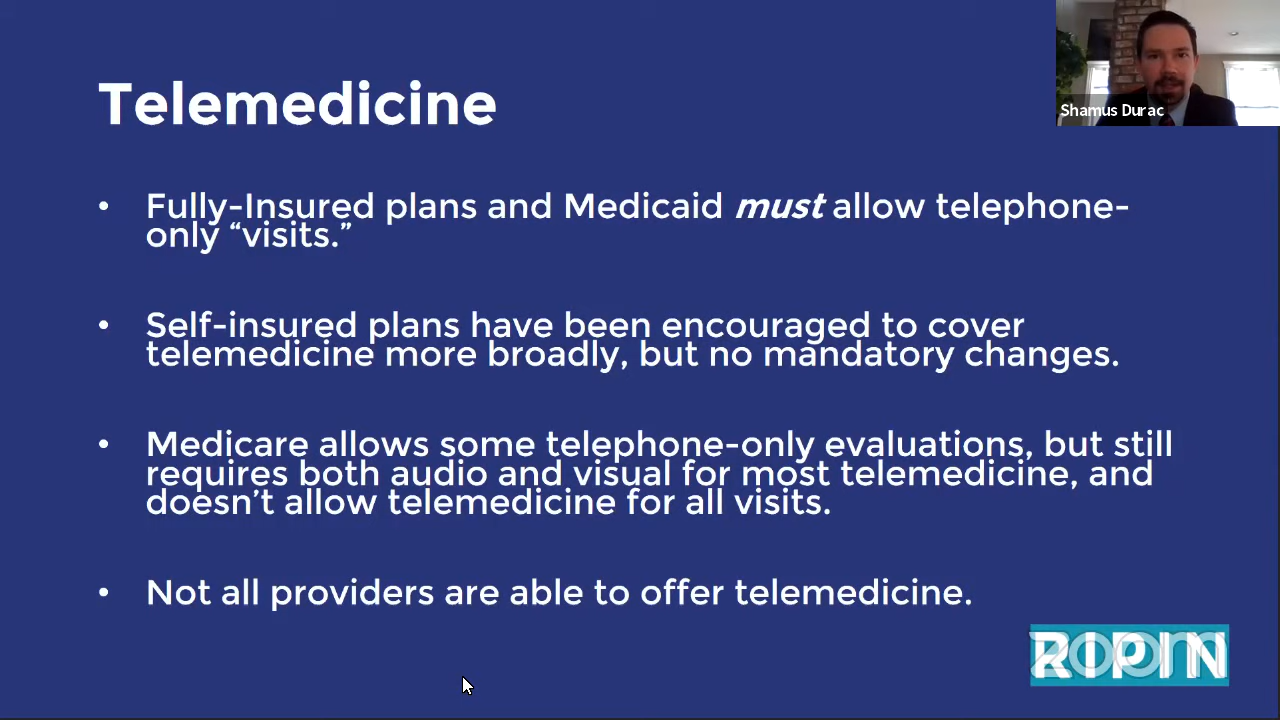 Shamus Durac
Telemedicine
• Fully-Insured plans and Medicaid must allow telephone-
only “visits.”
• Self-insured plans have been encouraged to cover
telemedicine more broadly, but no mandatory changes.
• Medicare allows some telephone-only evaluations, but still
requires both audio and visual for most telemedicine, and
doesn’t allow telemedicine for all visits.
• Not all providers are able to offer telemedicine.
RIPIN
zoom